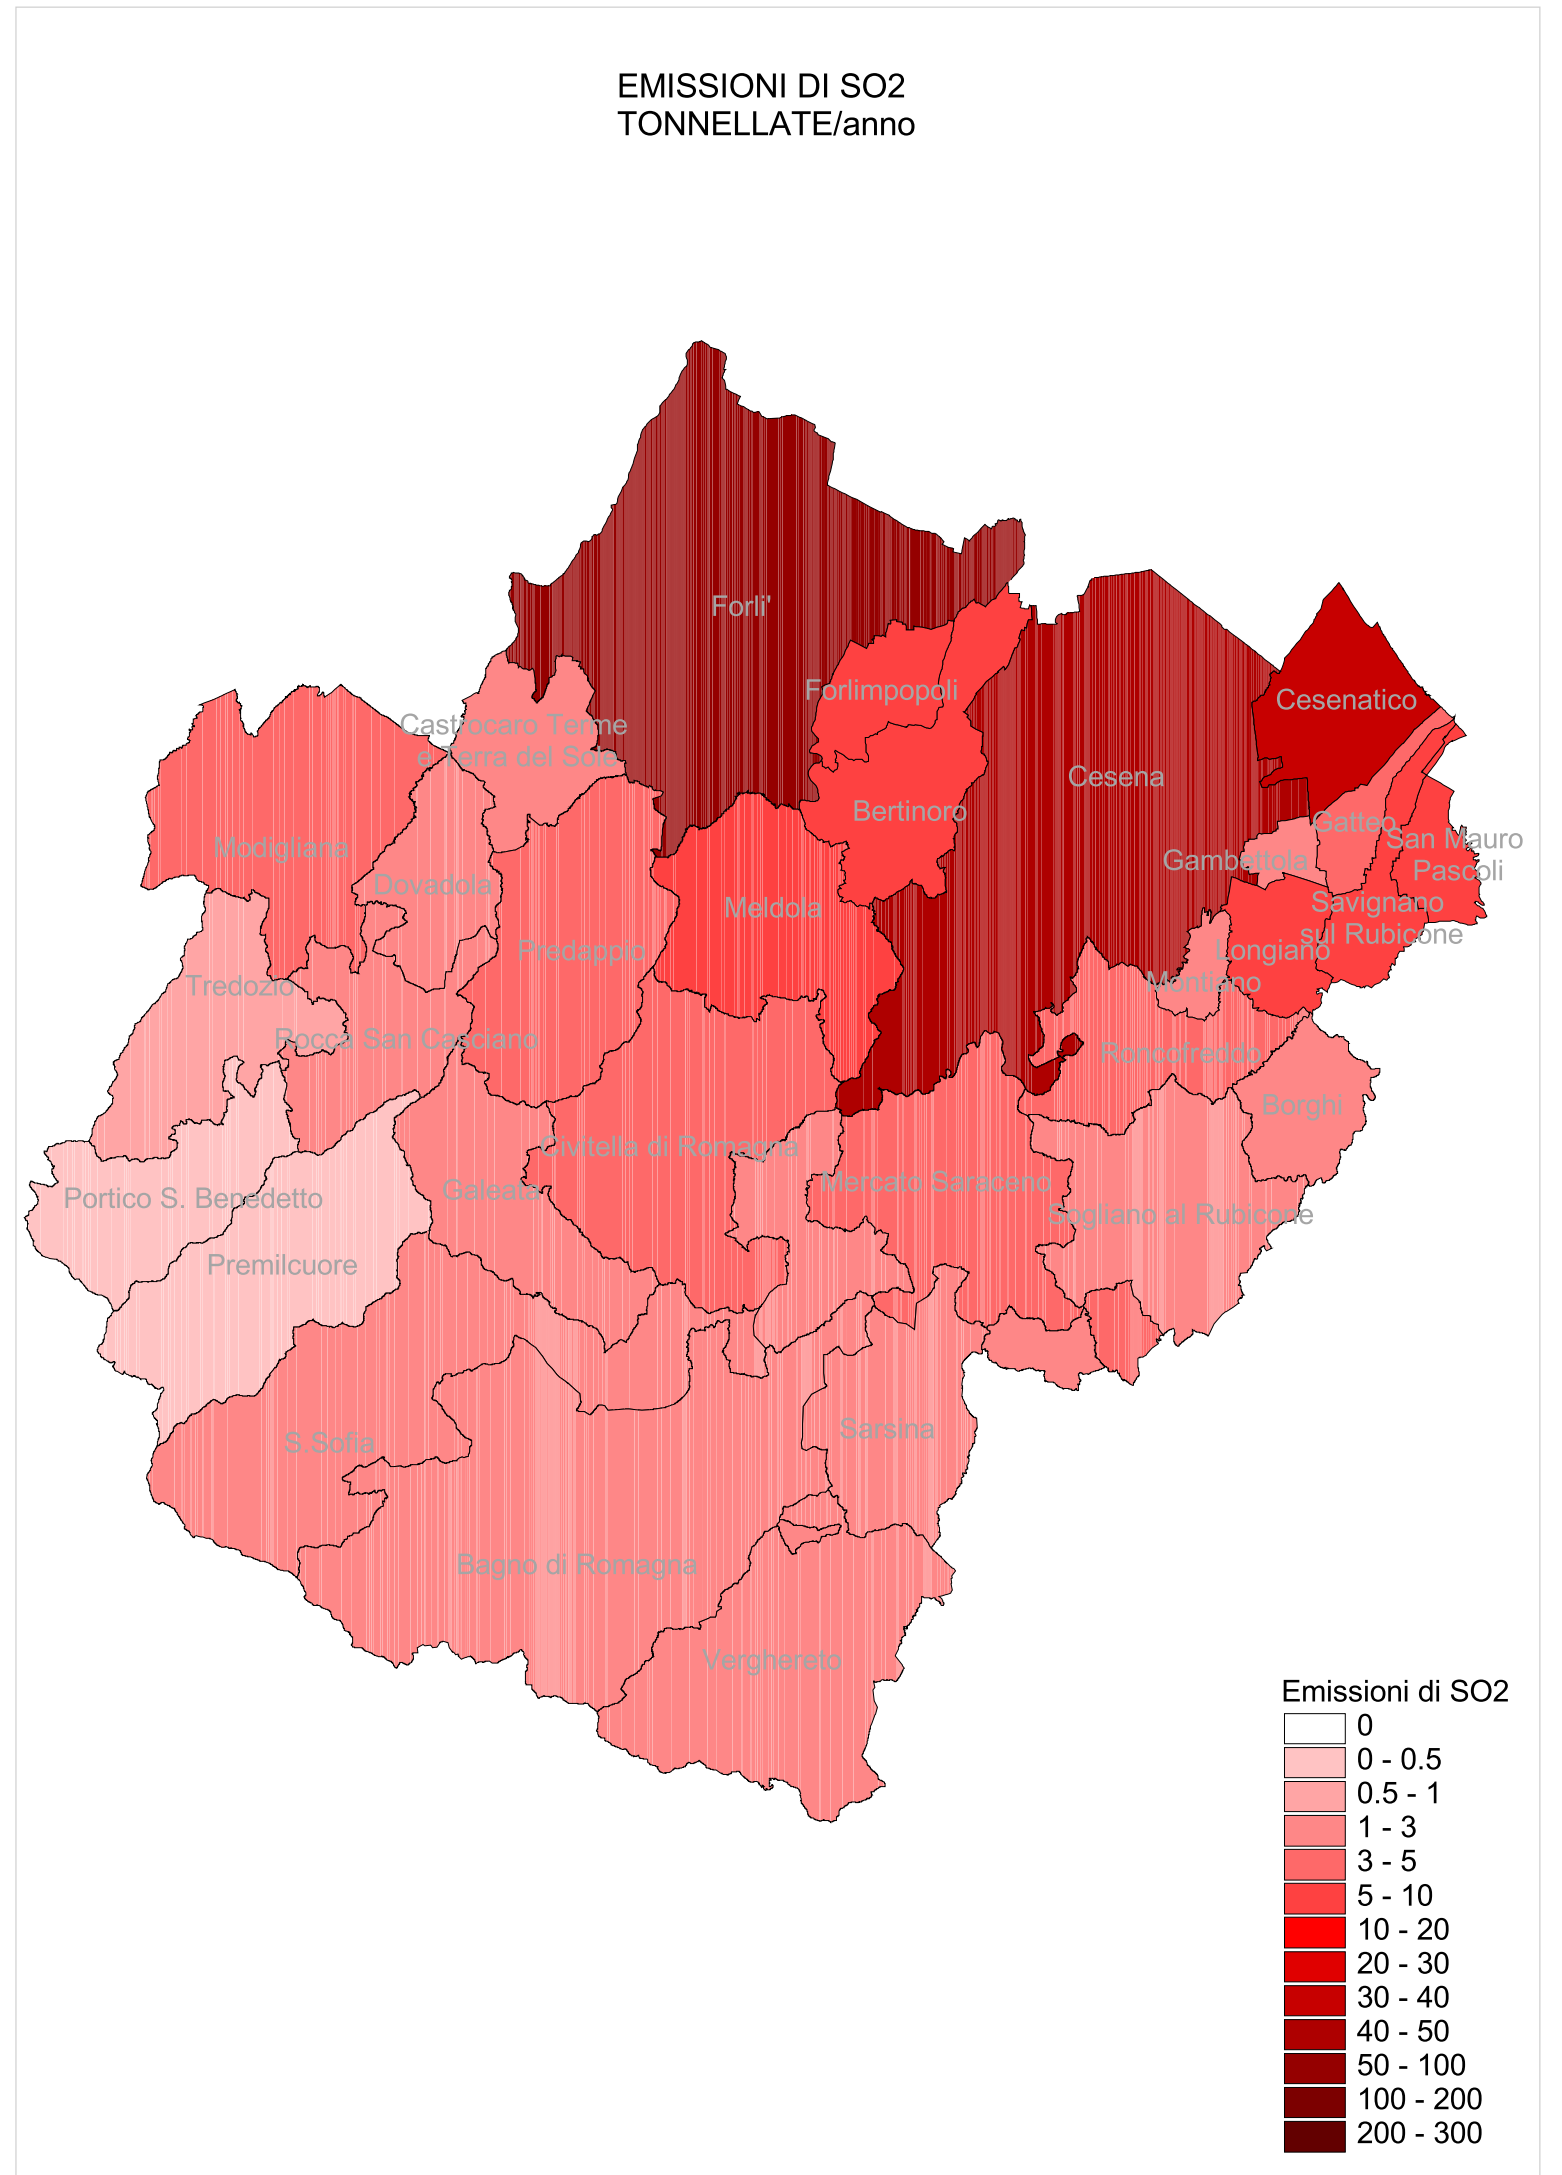 EMISSIONI DI SO2
TONNELLATE/anno
Forli'
Forlimpopoli
Cesenatico
Castrocaro Terme
e Terra del Sole
Cesena
Bertinoro
Gatteo
San Mauro
Pascoli
Modigliana
Gambettola
Dovadola
Meldola
Savignano
sul Rubicone
Predappio
Longiano
Tredozio
Montiano
Rocca San Casciano
Roncofreddo
Borghi
Civitella di Romagna
Portico S. Benedetto
Galeata
Mercato Saraceno
Sogliano al Rubicone
Premilcuore
Sarsina
S.Sofia
Bagno di Romagna
Verghereto
Emissioni di SO2
0
0 - 0.5
0.5 - 1
1 - 3
3 - 5
5 - 10
10 - 20
20 - 30
30 - 40
40 - 50
50 - 100
100 - 200
200 - 300